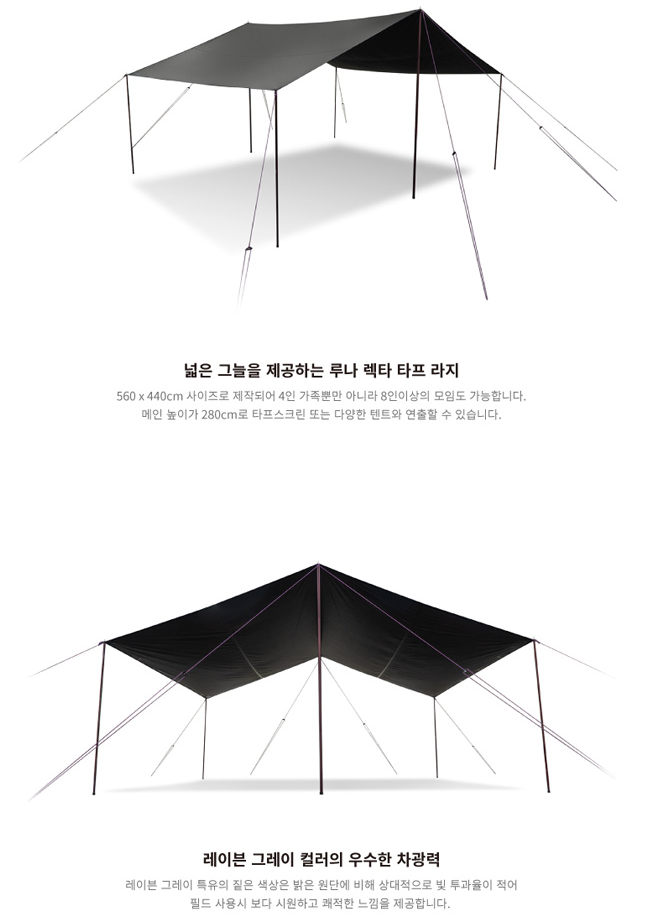 넓은 그늘을 제공하는 루나 렉타 타프 라지
560 x 440cm 사이즈로 제작되어 4인 가족뿐만 아니라 8인이상의 모임도 가능합니다.
메인 높이가 280cm로 타프스크린 또는 다양한 텐트와 연출할 수 있습니다.
레이븐 그레이 컬러의 우수한 차광력
레이븐 그레이 특유의 짙은 색상은 밝은 원단에 비해 상대적으로 빛 투과율이 적어
필드 사용시 보다 시원하고 쾌적한 느낌을 제공합니다.